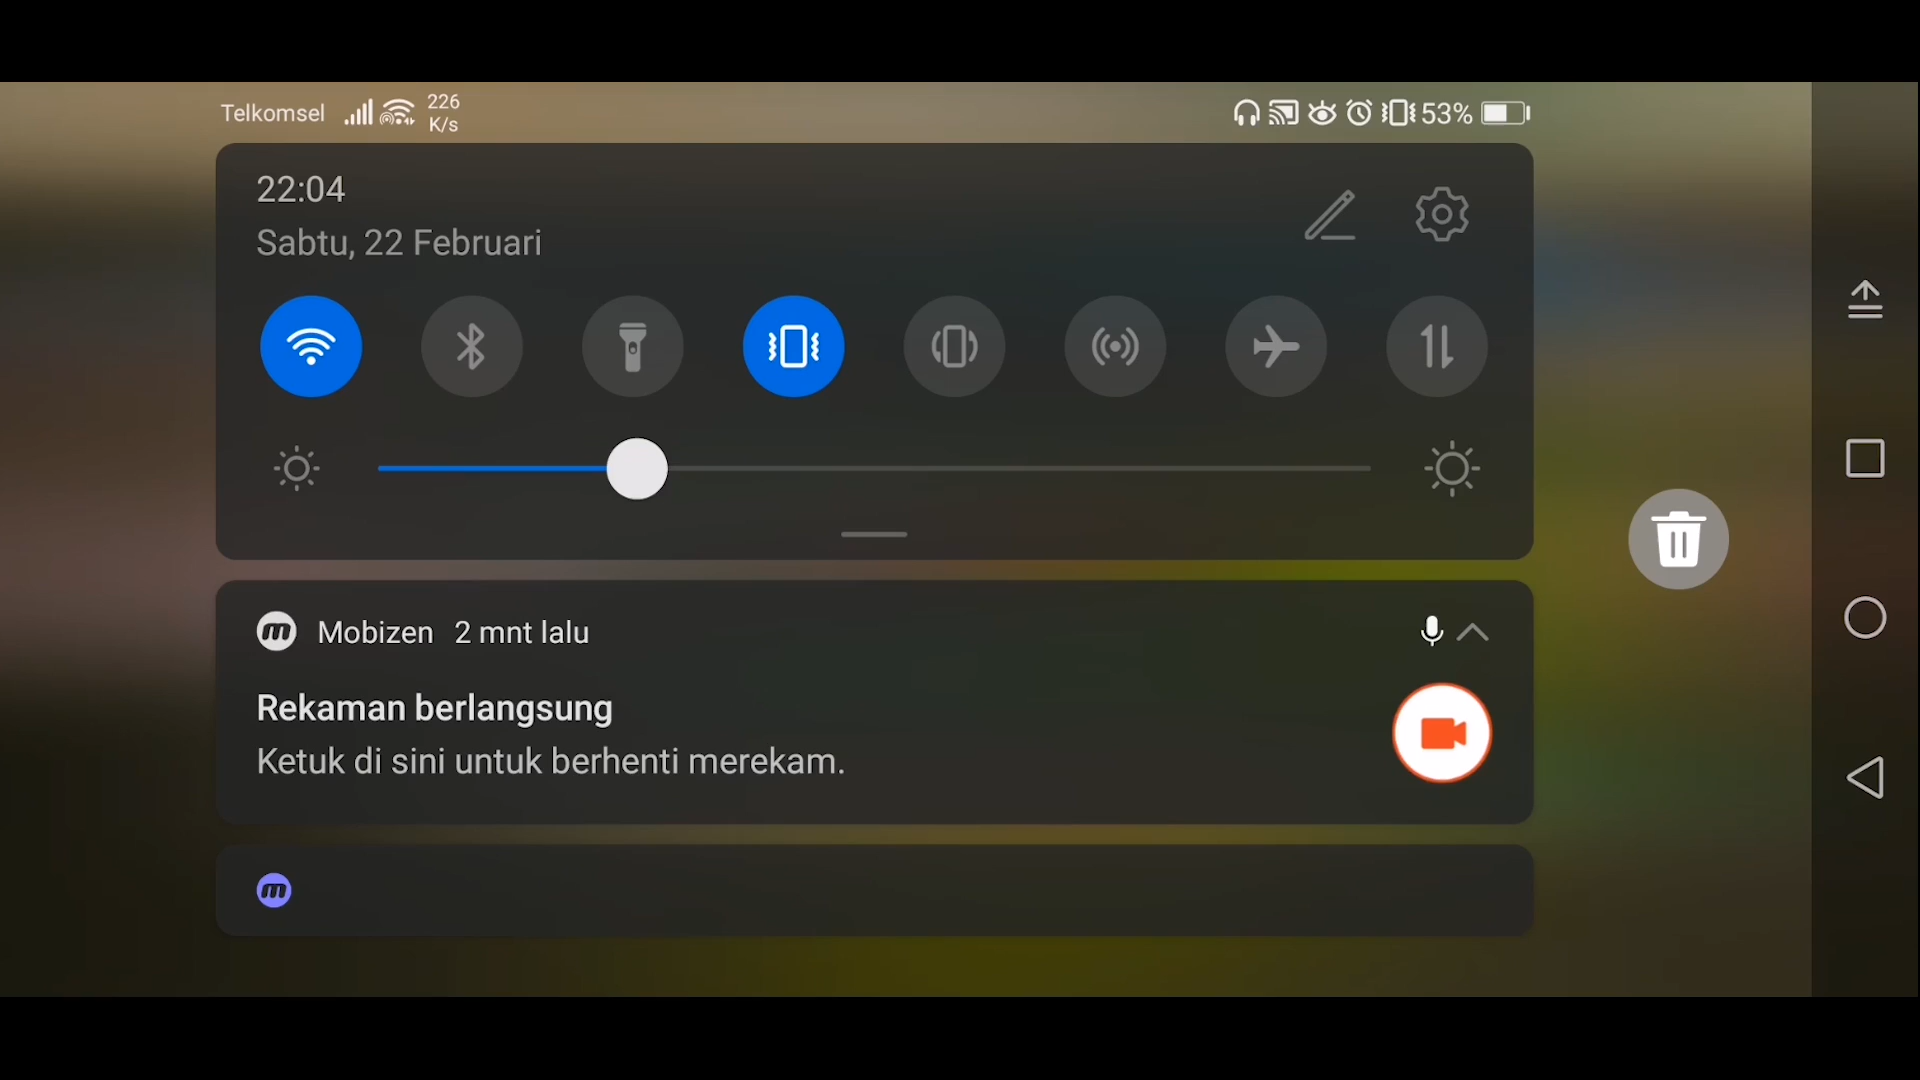 Telkomsel
226
K/s
53%
22:04
Sabtu, 22 Februari
Mobizen 2 mnt lalu
Rekaman berlangsung
Ketuk di sini untuk berhenti merekam.